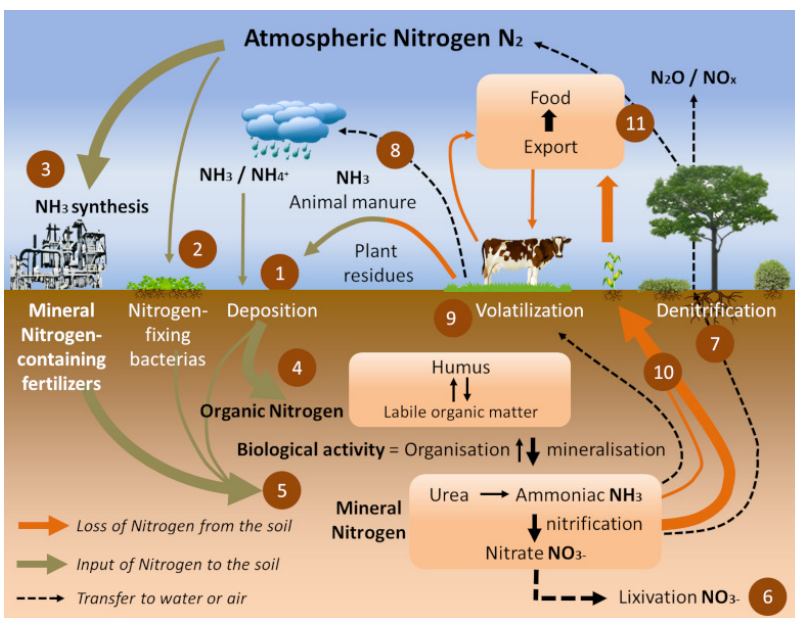 Atmospheric Nitrogen N₂
N₂O / NOₓ
Food
Export
11
8
3
NH₃ / NH₄⁺
NH₃
Animal manure
NH₃ synthesis
2
1
Plant
residues
Mineral
Nitrogen-
containing
fertilizers
Nitrogen-
fixing
bacterias
Deposition
9
Volatilization
Denitrification
7
4
10
Humus
Labile organic matter
Organic Nitrogen
Biological activity = Organisation
mineralisation
5
Mineral
Nitrogen
Urea
Ammoniac NH₃
nitrification
Nitrate NO₃₋
Loss of Nitrogen from the soil
Input of Nitrogen to the soil
Transfer to water or air
Lixivation NO₃₋
6